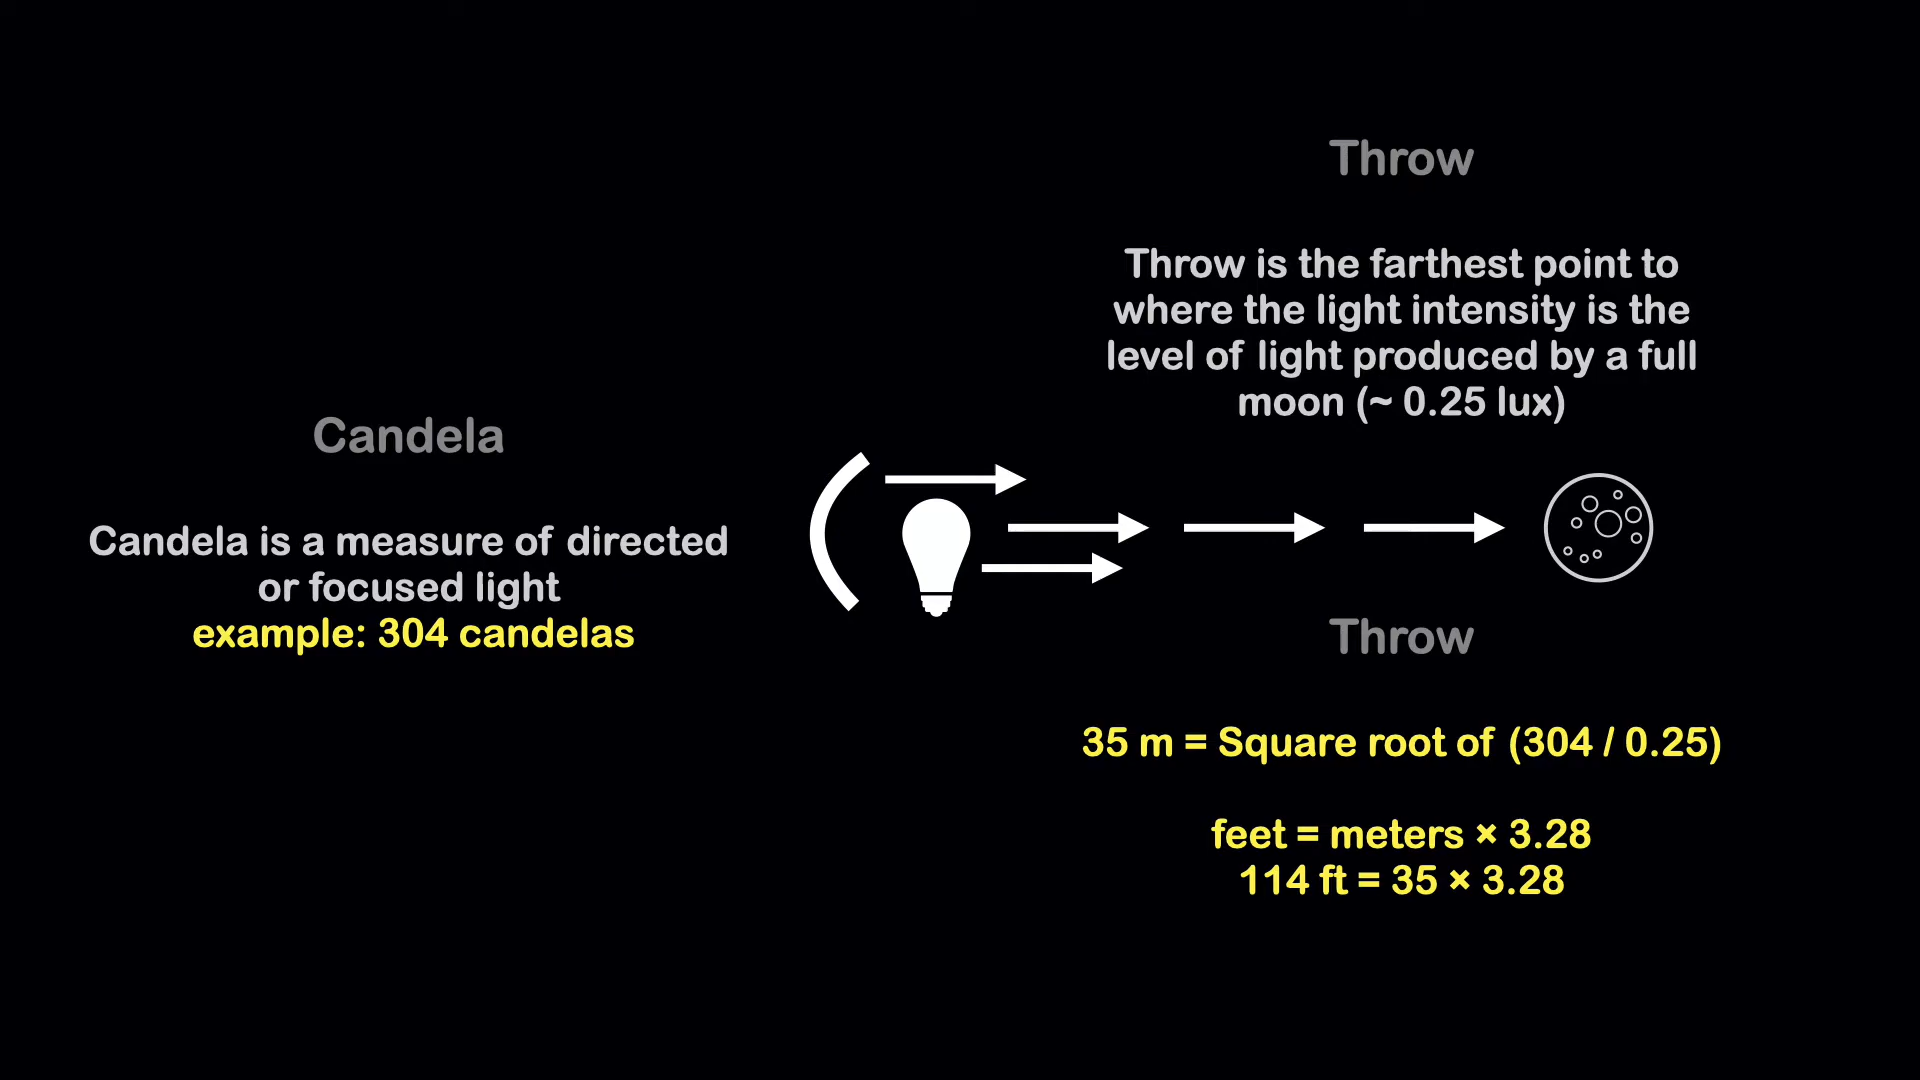 Candela
Candela is a measure of directed
or focused light
example: 304 candelas
Throw
Throw is the farthest point to
where the light intensity is the
level of light produced by a full
moon (~ 0.25 lux)
Throw
35 m = Square root of (304 / 0.25)
feet = meters × 3.28
114 ft = 35 × 3.28